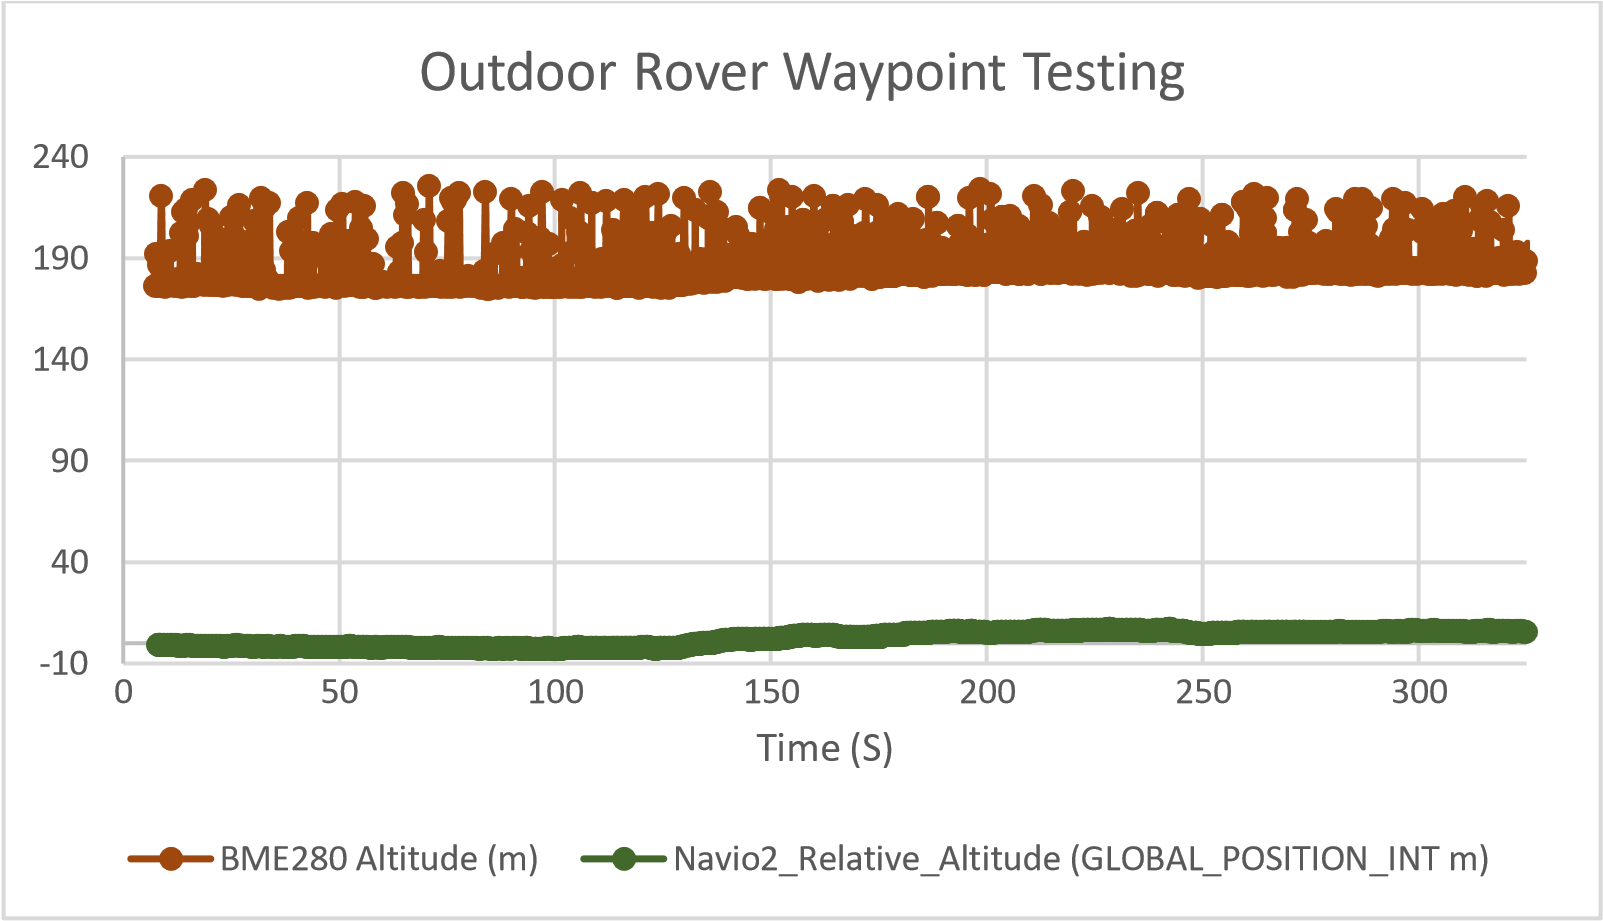 Outdoor Rover Waypoint Testing
240
190
140
90
40
-10
0 50 100 150 200 250 300
Time (S)
BME280 Altitude (m) Navio2_Relative_Altitude (GLOBAL_POSITION_INT m)